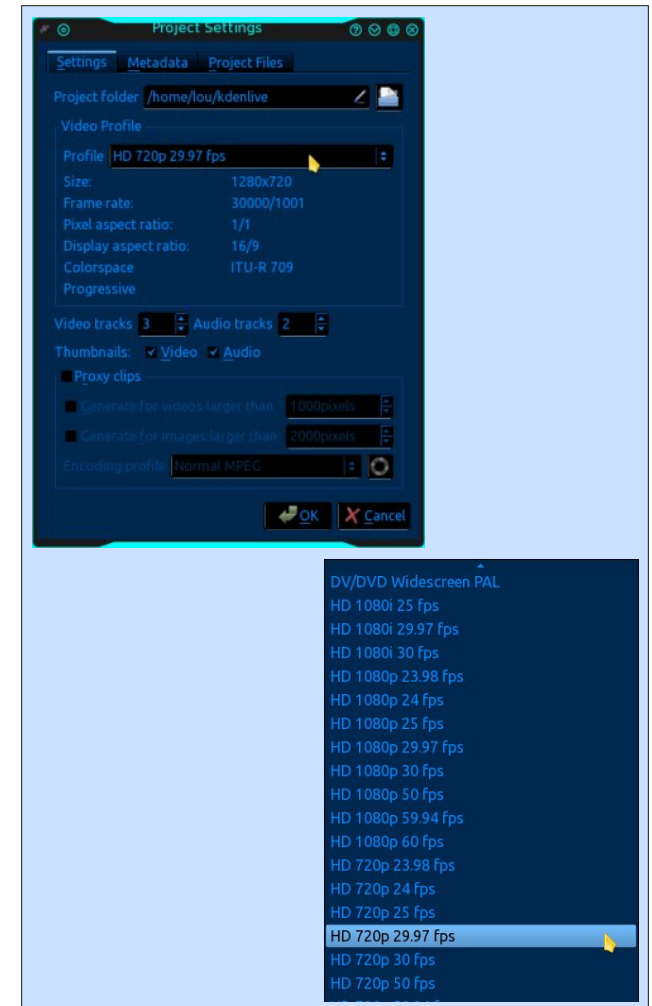 Project Settings
Settings Metadata Project Files
Project folder /home/lou/kdenlive
Video Profile
Profile HD 720p 29.97 fps
Size: 1280x720
Frame rate: 30000/1001
Pixel aspect ratio: 1/1
Display aspect ratio: 16/9
Colorspace ITU-R 709
Progressive
Video tracks 3 Audio tracks 2
Thumbnails: Video Audio
Proxy clips
Generate for videos larger than 1000pixels
Generate for images larger than 2000pixels
Encoding profile Normal MPEG
OK Cancel
DV/DVD Widescreen PAL
HD 1080i 25 fps
HD 1080i 29.97 fps
HD 1080i 30 fps
HD 1080p 23.98 fps
HD 1080p 24 fps
HD 1080p 25 fps
HD 1080p 29.97 fps
HD 1080p 30 fps
HD 1080p 50 fps
HD 1080p 59.94 fps
HD 1080p 60 fps
HD 720p 23.98 fps
HD 720p 24 fps
HD 720p 25 fps
HD 720p 29.97 fps
HD 720p 30 fps
HD 720p 50 fps